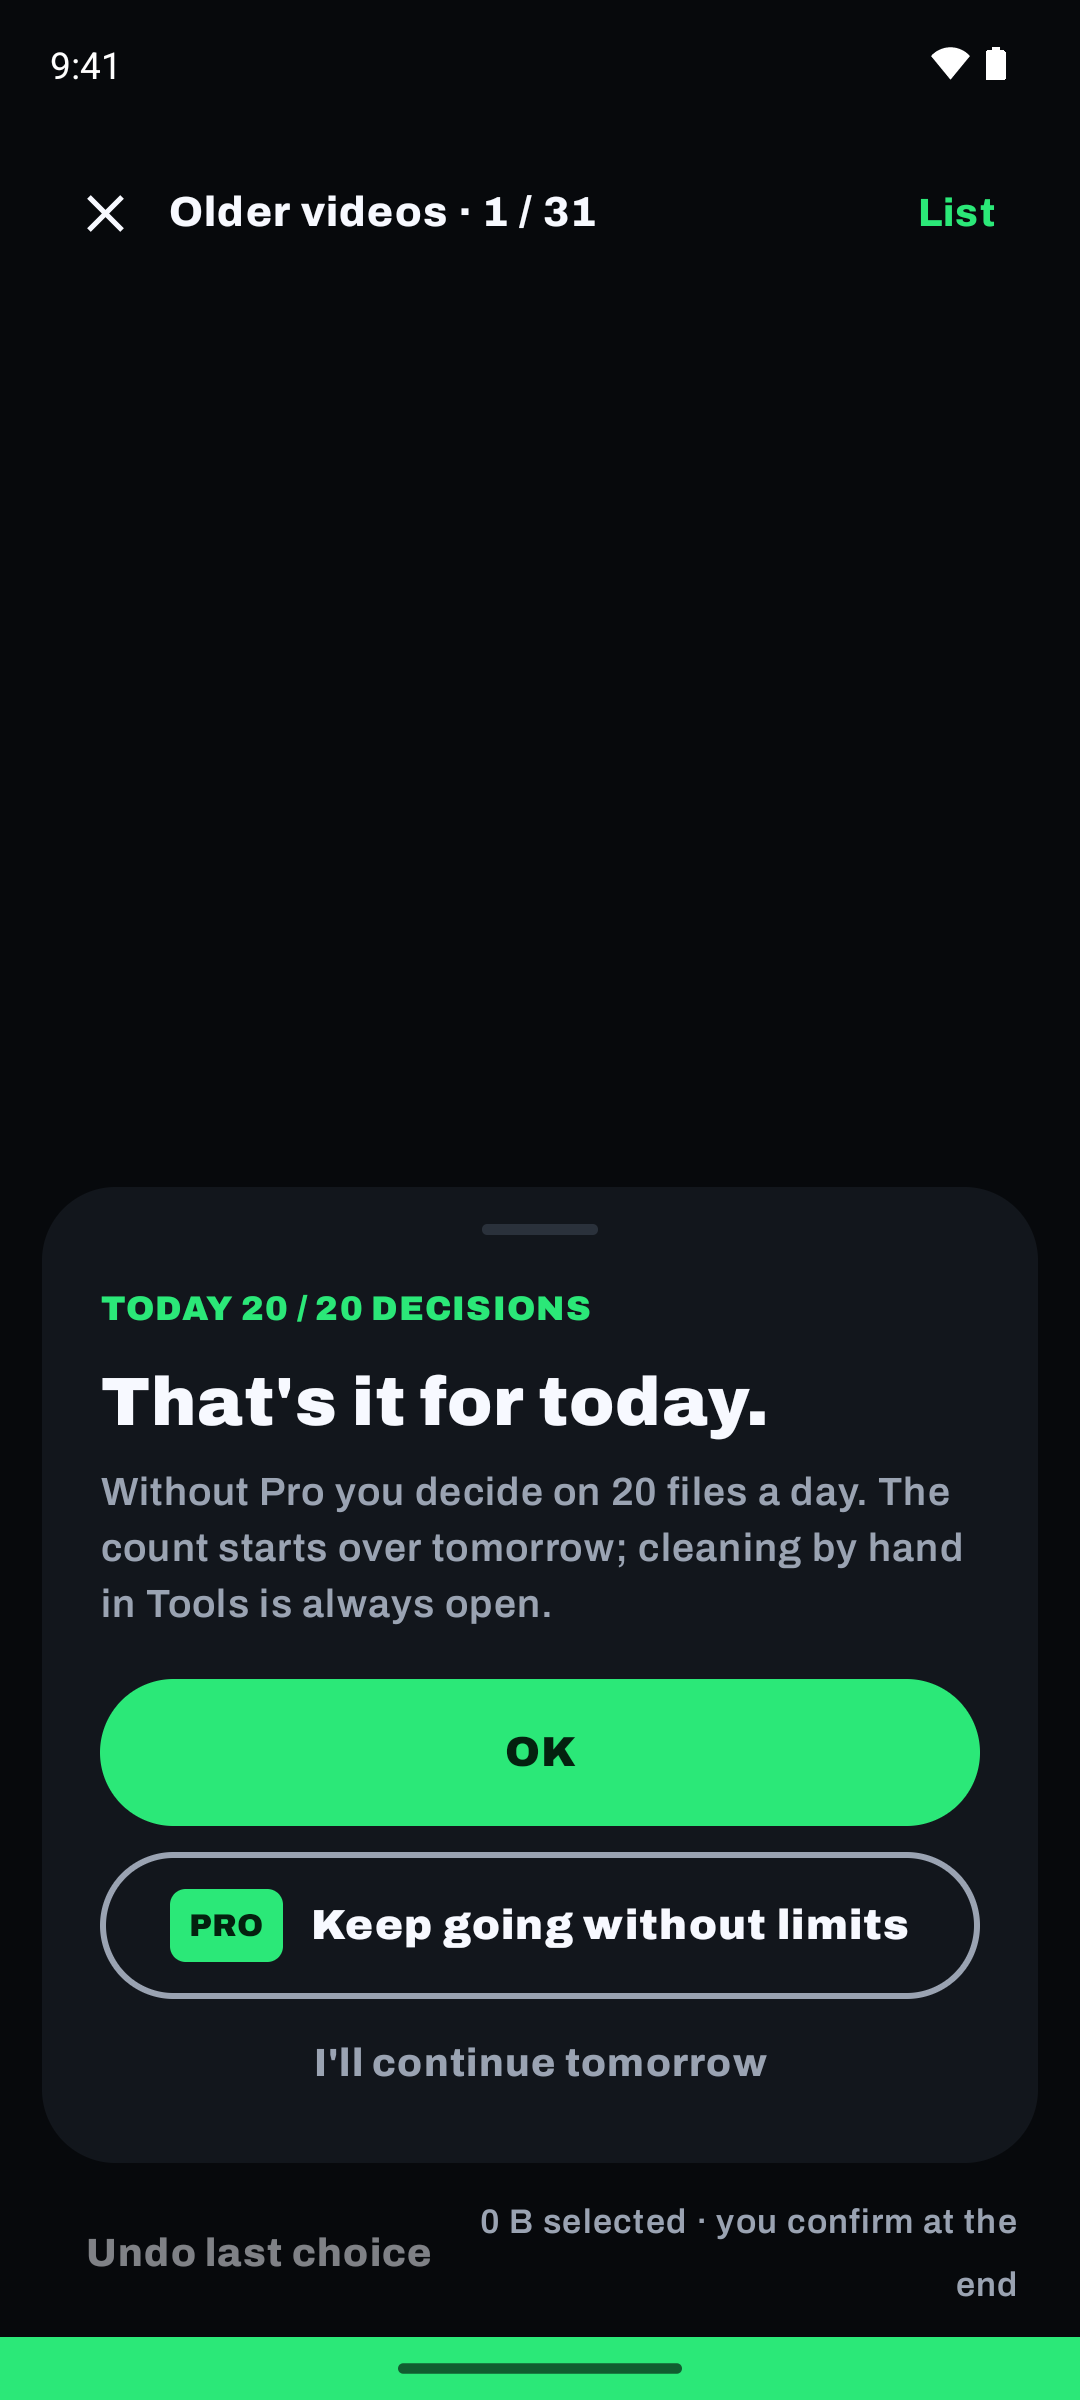 9:41
Older videos · 1 / 31
List
TODAY 20 / 20 DECISIONS
That's it for today.
Without Pro you decide on 20 files a day. The
count starts over tomorrow; cleaning by hand
in Tools is always open.
OK
PRO Keep going without limits
I'll continue tomorrow
Undo last choice
0 B selected · you confirm at the
end